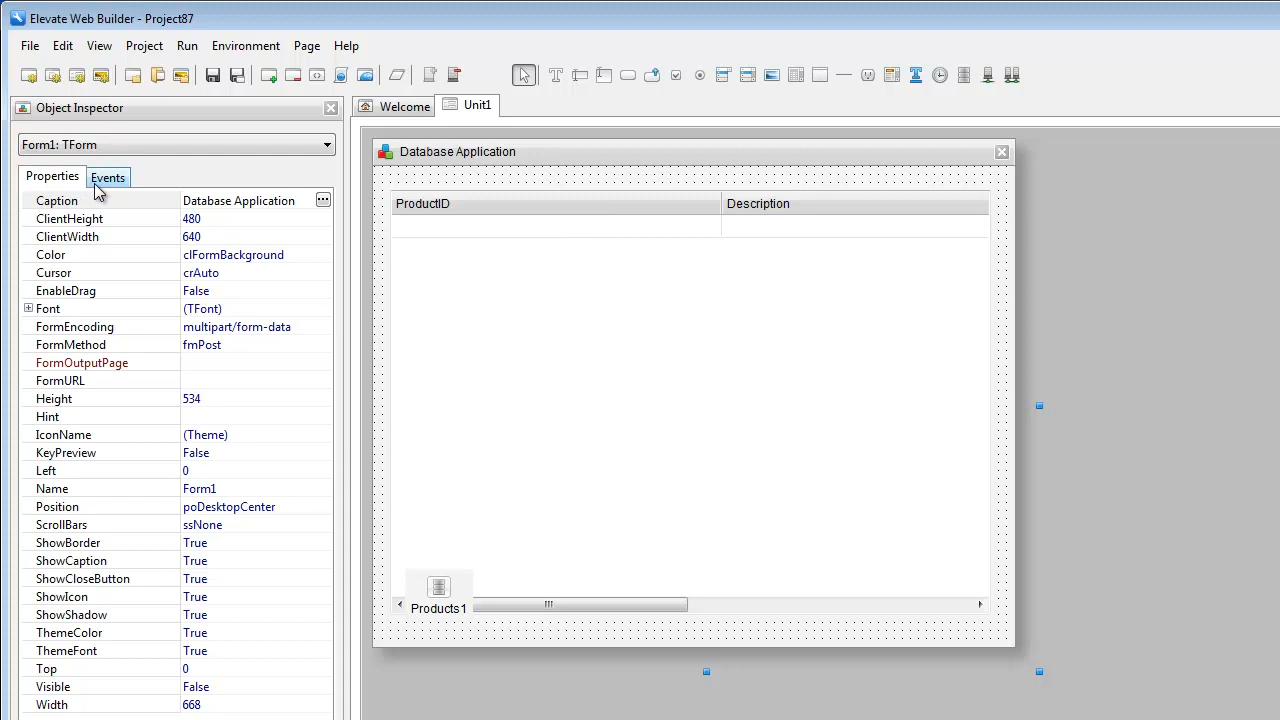 Elevate Web Builder - Project87
File Edit View Project Run Environment Page Help
Object Inspector
Form1: TForm
Properties Events
Caption Database Application
ClientHeight 480
ClientWidth 640
Color clFormBackground
Cursor crAuto
EnableDrag False
Font (TFont)
FormEncoding multipart/form-data
FormMethod fmPost
FormOutputPage
FormURL
Height 534
Hint
IconName (Theme)
KeyPreview False
Left 0
Name Form1
Position poDesktopCenter
ScrollBars ssNone
ShowBorder True
ShowCaption True
ShowCloseButton True
ShowIcon True
ShowShadow True
ThemeColor True
ThemeFont True
Top 0
Visible False
Width 668
Welcome Unit1
Database Application
ProductID Description
Products1